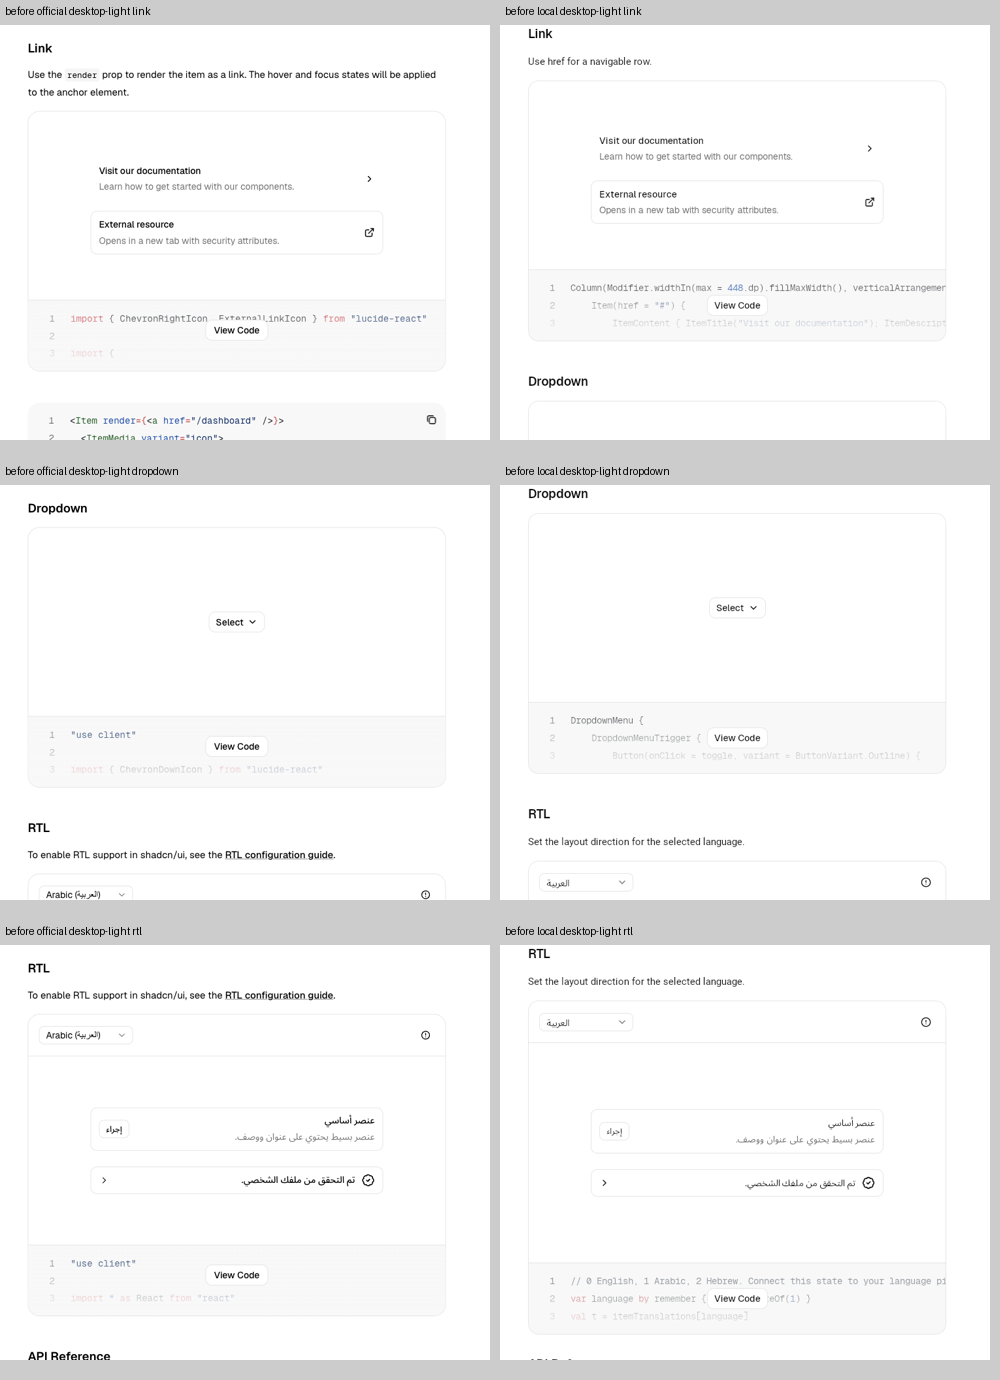 before official desktop-light link
Link
Use the render prop to render the item as a link. The hover and focus states will be applied
to the anchor element.
Visit our documentation
Learn how to get started with our components.
External resource
Opens in a new tab with security attributes.
1 import { ChevronRightIcon, ExternalLinkIcon } from "lucide-react"
2
View Code
3 import {
1 <Item render={<a href="/dashboard" />}>
2 <ItemMedia variant="icon">
before local desktop-light link
Link
Use href for a navigable row.
Visit our documentation
Learn how to get started with our components.
External resource
Opens in a new tab with security attributes.
1 Column(Modifier.widthIn(max = 448.dp).fillMaxWidth(), verticalArrangemen
2 Item(href = "#") {
View Code
3 ItemContent { ItemTitle("Visit our documentation"); ItemDescript
Dropdown
before official desktop-light dropdown
Dropdown
Select
1 "use client"
2
View Code
3 import { ChevronDownIcon } from "lucide-react"
RTL
To enable RTL support in shadcn/ui, see the RTL configuration guide.
Arabic (العربية)
before local desktop-light dropdown
Dropdown
Select
1 DropdownMenu {
2 DropdownMenuTrigger {
View Code
3 Button(onClick = toggle, variant = ButtonVariant.Outline) {
RTL
Set the layout direction for the selected language.
العربية
before official desktop-light rtl
RTL
To enable RTL support in shadcn/ui, see the RTL configuration guide.
Arabic (العربية)
عنصر أساسي
عنصر بسيط يحتوي على عنوان ووصف.
إجراء
تم التحقق من ملفك الشخصي.
1 "use client"
2
View Code
3 import * as React from "react"
API Reference
before local desktop-light rtl
RTL
Set the layout direction for the selected language.
العربية
عنصر أساسي
عنصر بسيط يحتوي على عنوان ووصف.
إجراء
تم التحقق من ملفك الشخصي.
1 // 0 English, 1 Arabic, 2 Hebrew. Connect this state to your language pi
2 var language by remember { eOf(1) }
View Code
3 val t = itemTranslations[language]